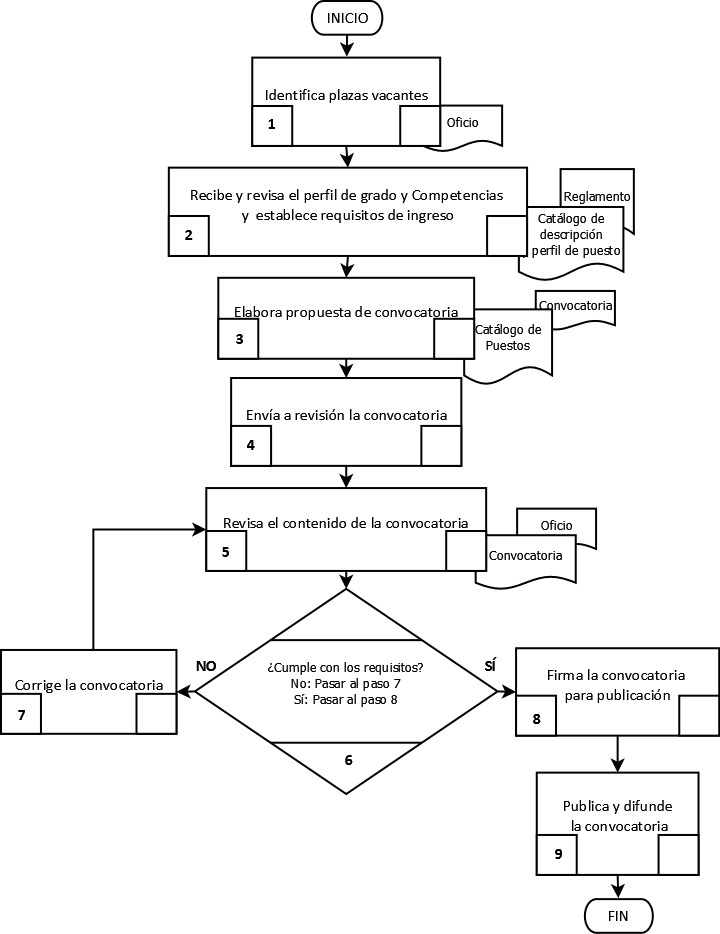 INICIO
Identifica plazas vacantes
1
Oficio
Recibe y revisa el perfil de grado y Competencias
y establece requisitos de ingreso
2
Reglamento
Catálogo de
descripción
perfil de puesto
Elabora propuesta de convocatoria
3
Convocatoria
Catálogo de
Puestos
Envía a revisión la convocatoria
4
Revisa el contenido de la convocatoria
5
Oficio
Convocatoria
¿Cumple con los requisitos?
No: Pasar al paso 7
Sí: Pasar al paso 8
6
NO
SÍ
Corrige la convocatoria
7
Firma la convocatoria
para publicación
8
Publica y difunde
la convocatoria
9
FIN